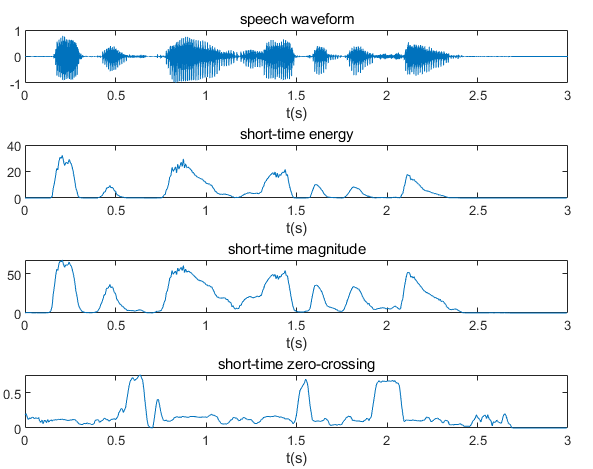 speech waveform
1
0
-1
0 0.5 1 1.5 2 2.5 3
t(s)
short-time energy
40
20
0
0 0.5 1 1.5 2 2.5 3
t(s)
short-time magnitude
50
0
0 0.5 1 1.5 2 2.5 3
t(s)
short-time zero-crossing
0.5
0
0 0.5 1 1.5 2 2.5 3
t(s)